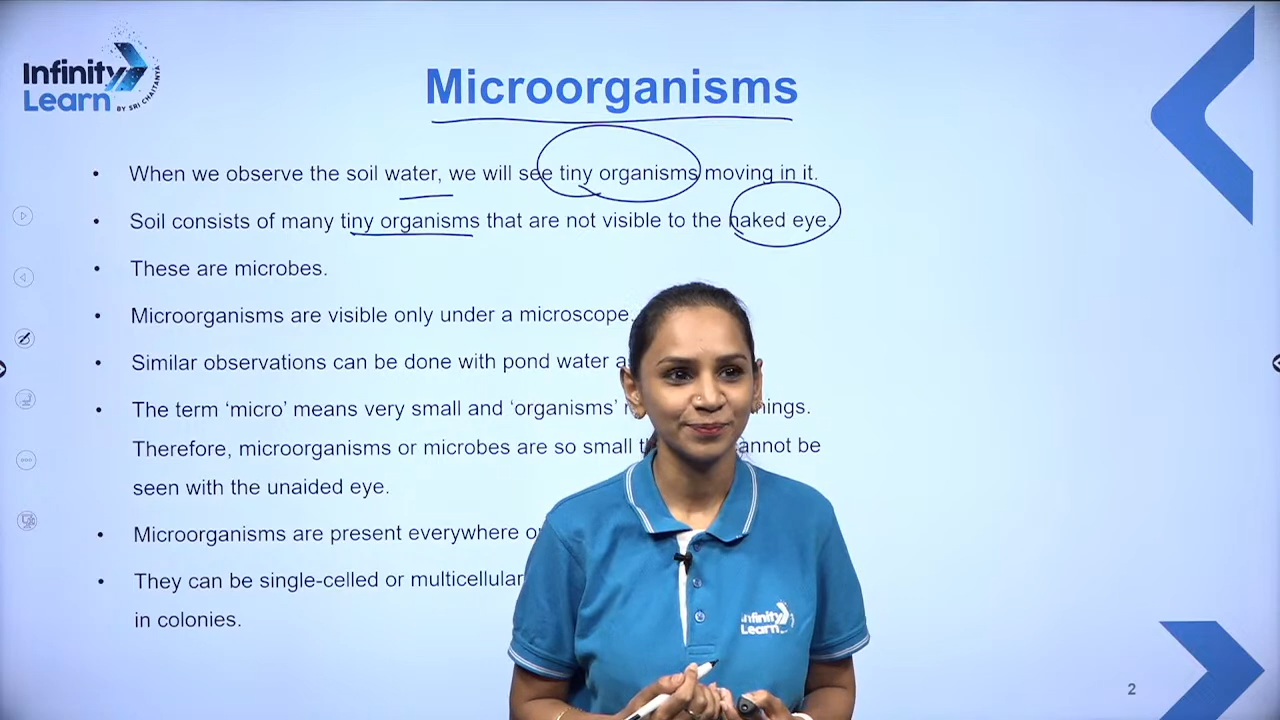 Infinity
Learn
BY SRI CHAITANYA
Microorganisms
• When we observe the soil water, we will see tiny organisms moving in it.
• Soil consists of many tiny organisms that are not visible to the naked eye.
• These are microbes.
• Microorganisms are visible only under a microscope.
• Similar observations can be done with pond water
• The term ‘micro’ means very small and ‘organisms’
Therefore, microorganisms or microbes are so small be
seen with the unaided eye.
• Microorganisms are present everywhere
• They can be single-celled or multicellular
in colonies.
Infinity
Learn
2